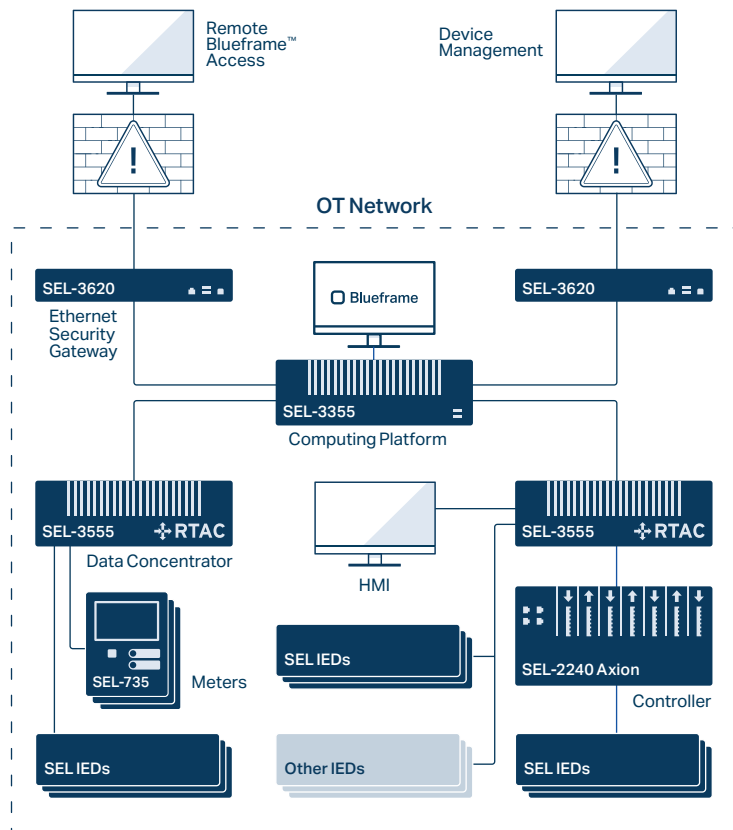 Remote
Blueframe™
Access
Device
Management
!
!
OT Network
SEL-3620
Ethernet
Security
Gateway
Blueframe
SEL-3620
SEL-3355
Computing Platform
SEL-3555
RTAC
Data Concentrator
HMI
SEL-3555
RTAC
SEL-735
Meters
SEL IEDs
SEL-2240 Axion
Controller
SEL IEDs
Other IEDs
SEL IEDs